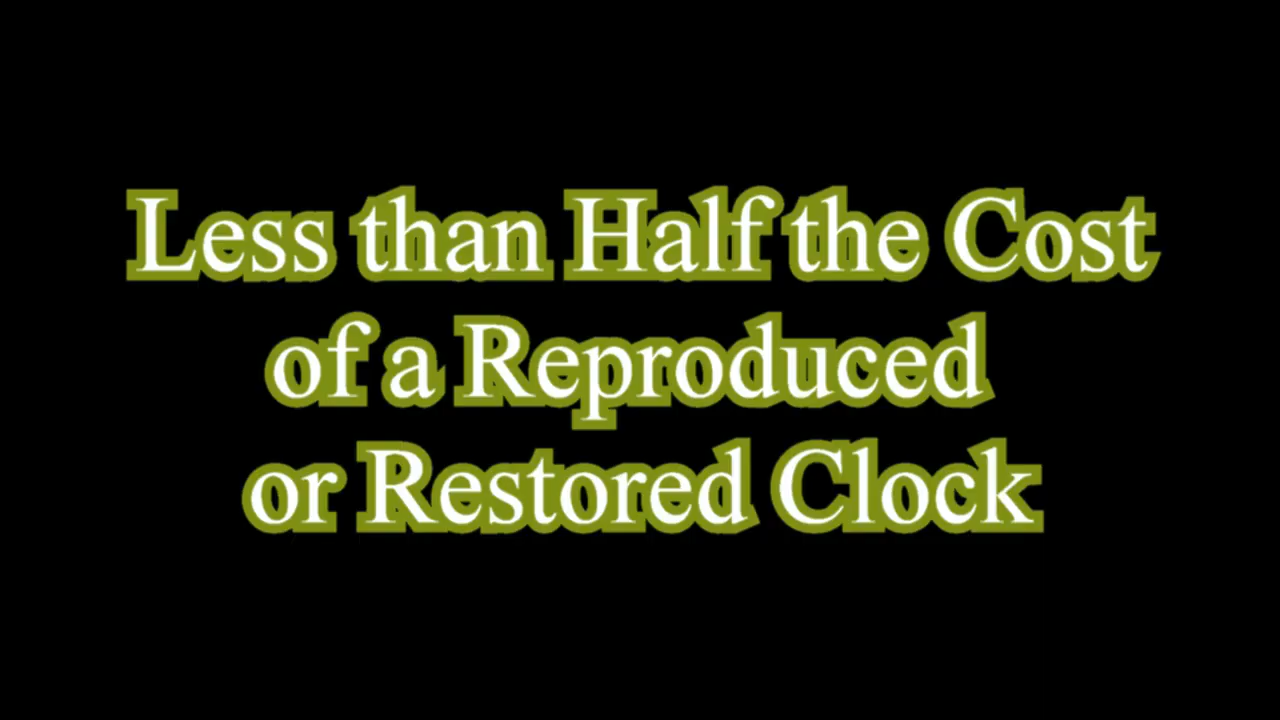 Less than Half the Cost
of a Reproduced
or Restored Clock